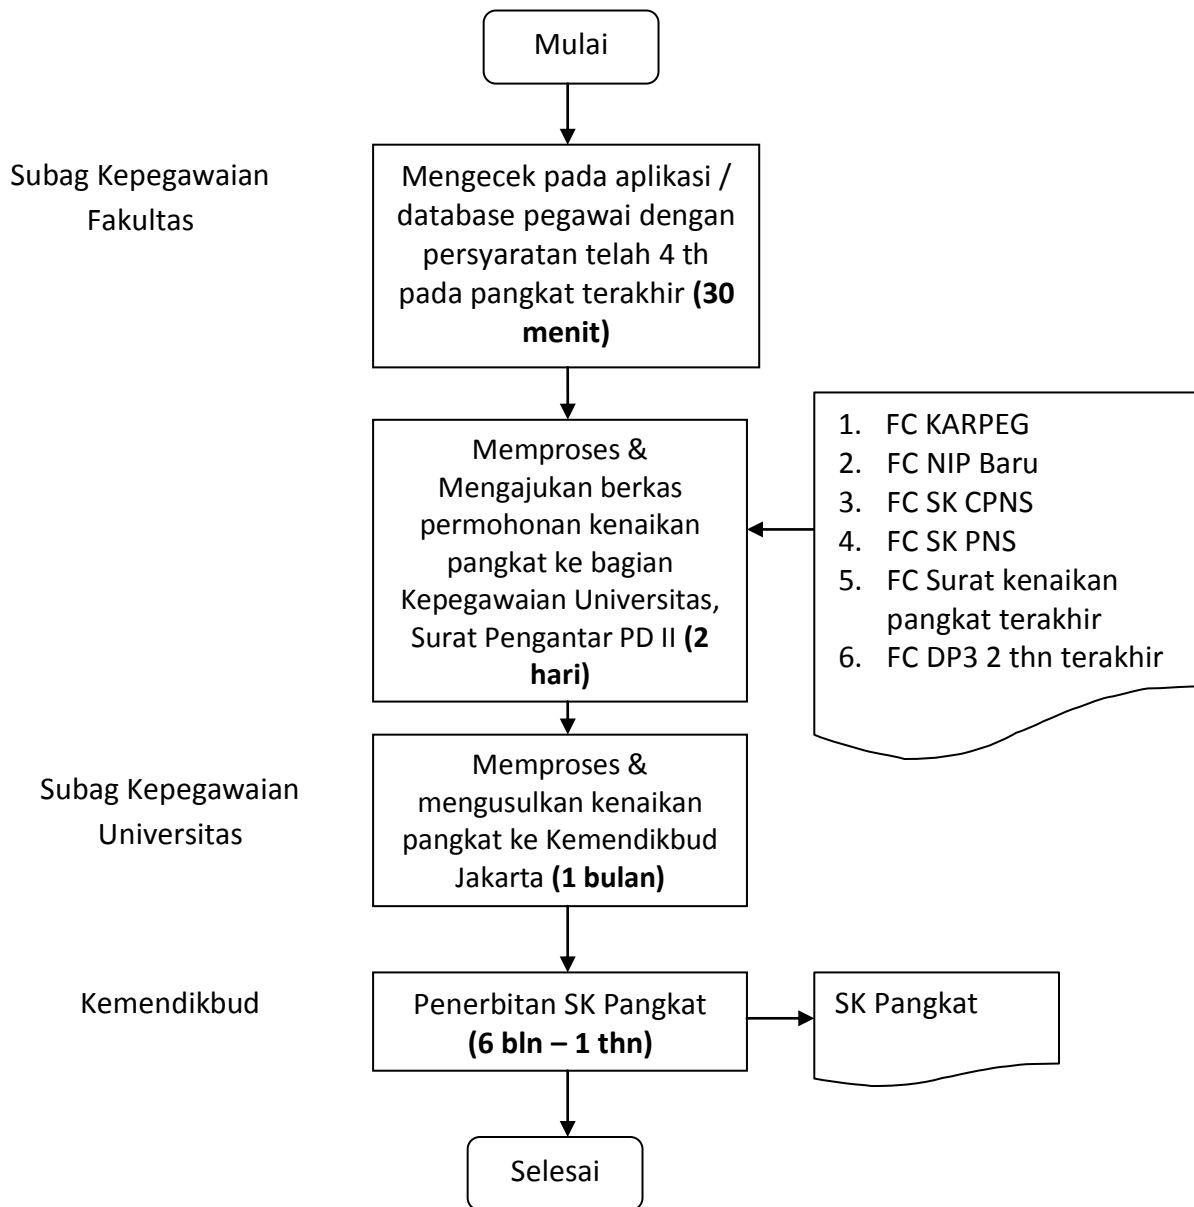 Mulai
Subag Kepegawaian
Fakultas
Mengecek pada aplikasi /
database pegawai dengan
persyaratan telah 4 th
pada pangkat terakhir (30
menit)
Memproses &
Mengajukan berkas
permohonan kenaikan
pangkat ke bagian
Kepegawaian Universitas,
Surat Pengantar PD II (2
hari)
1. FC KARPEG
2. FC NIP Baru
3. FC SK CPNS
4. FC SK PNS
5. FC Surat kenaikan
pangkat terakhir
6. FC DP3 2 thn terakhir
Subag Kepegawaian
Universitas
Memproses &
mengusulkan kenaikan
pangkat ke Kemendikbud
Jakarta (1 bulan)
Kemendikbud
Penerbitan SK Pangkat
(6 bln – 1 thn)
SK Pangkat
Selesai